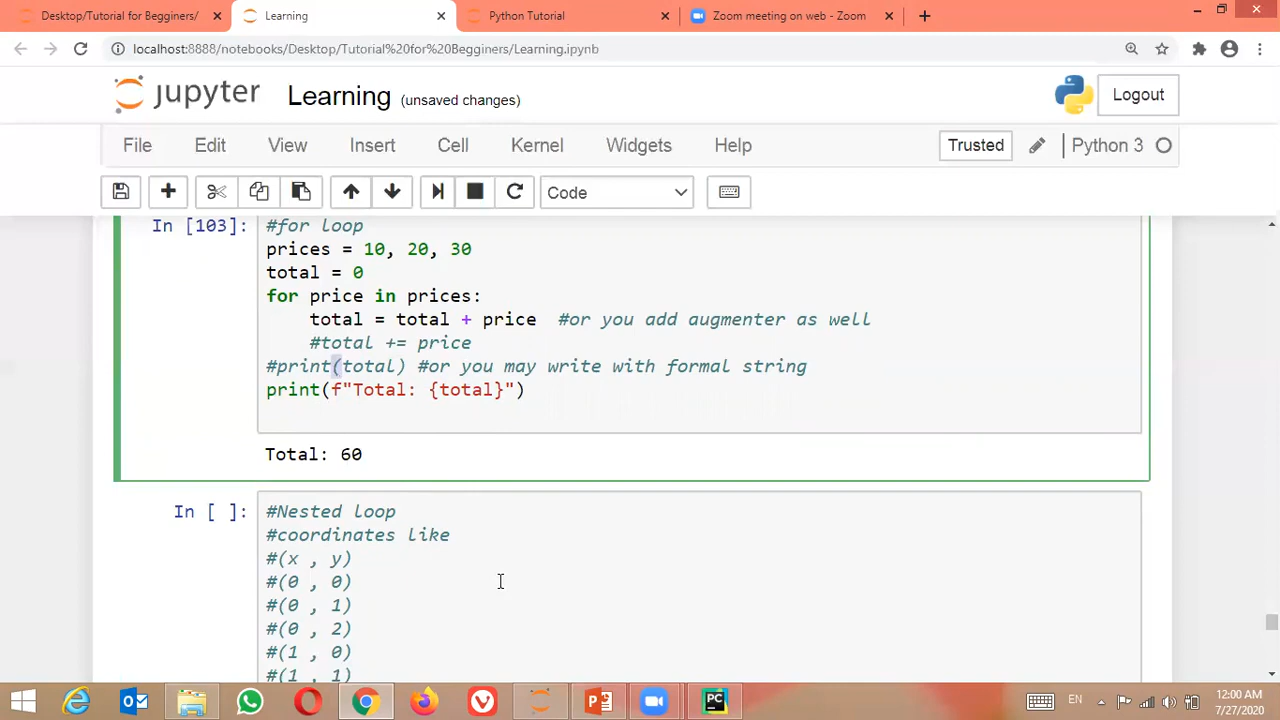 Desktop/Tutorial for Begginers/
Learning
Python Tutorial
Zoom meeting on web - Zoom
localhost:8888/notebooks/Desktop/Tutorial%20for%20Begginers/Learning.ipynb
jupyter Learning (unsaved changes)
Logout
File Edit View Insert Cell Kernel Widgets Help
Trusted
Python 3
Code
In [103]:
#for loop
prices = 10, 20, 30
total = 0
for price in prices:
    total = total + price  #or you add augmenter as well
    #total += price
#print(total) #or you may write with formal string
print(f"Total: {total}")
Total: 60
In [ ]:
#Nested loop
#coordinates like
#(x , y)
#(0 , 0)
#(0 , 1)
#(0 , 2)
#(1 , 0)
#(1 , 1)
EN
12:00 AM
7/27/2020